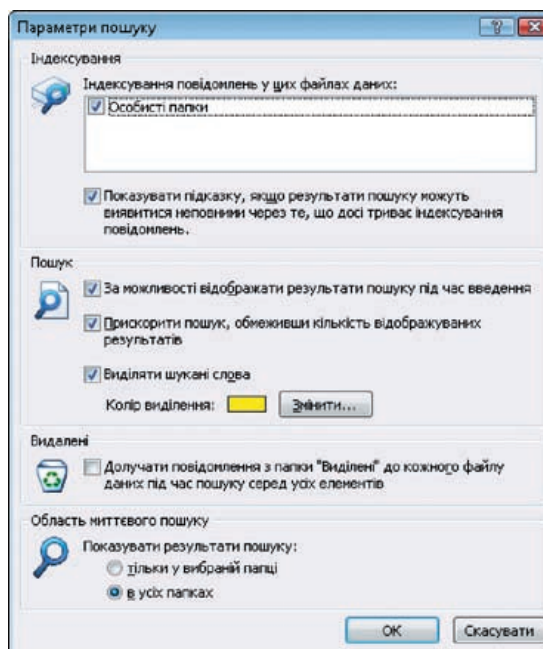 Параметри пошуку
Індексування
Індексування повідомлень у цих файлах даних:
Особисті папки
Показувати підказку, якщо результати пошуку можуть
виявитися неповними через те, що досі триває індексування
повідомлень.
Пошук
За можливості відображати результати пошуку під час введення
Прискорити пошук, обмеживши кількість відображуваних
результатів
Виділяти шукані слова
Колір виділення:
Змінити...
Видалені
Долучати повідомлення з папки "Виділені" до кожного файлу
даних під час пошуку серед усіх елементів
Область миттєвого пошуку
Показувати результати пошуку:
тільки у вибраній папці
в усіх папках
ОК
Скасувати